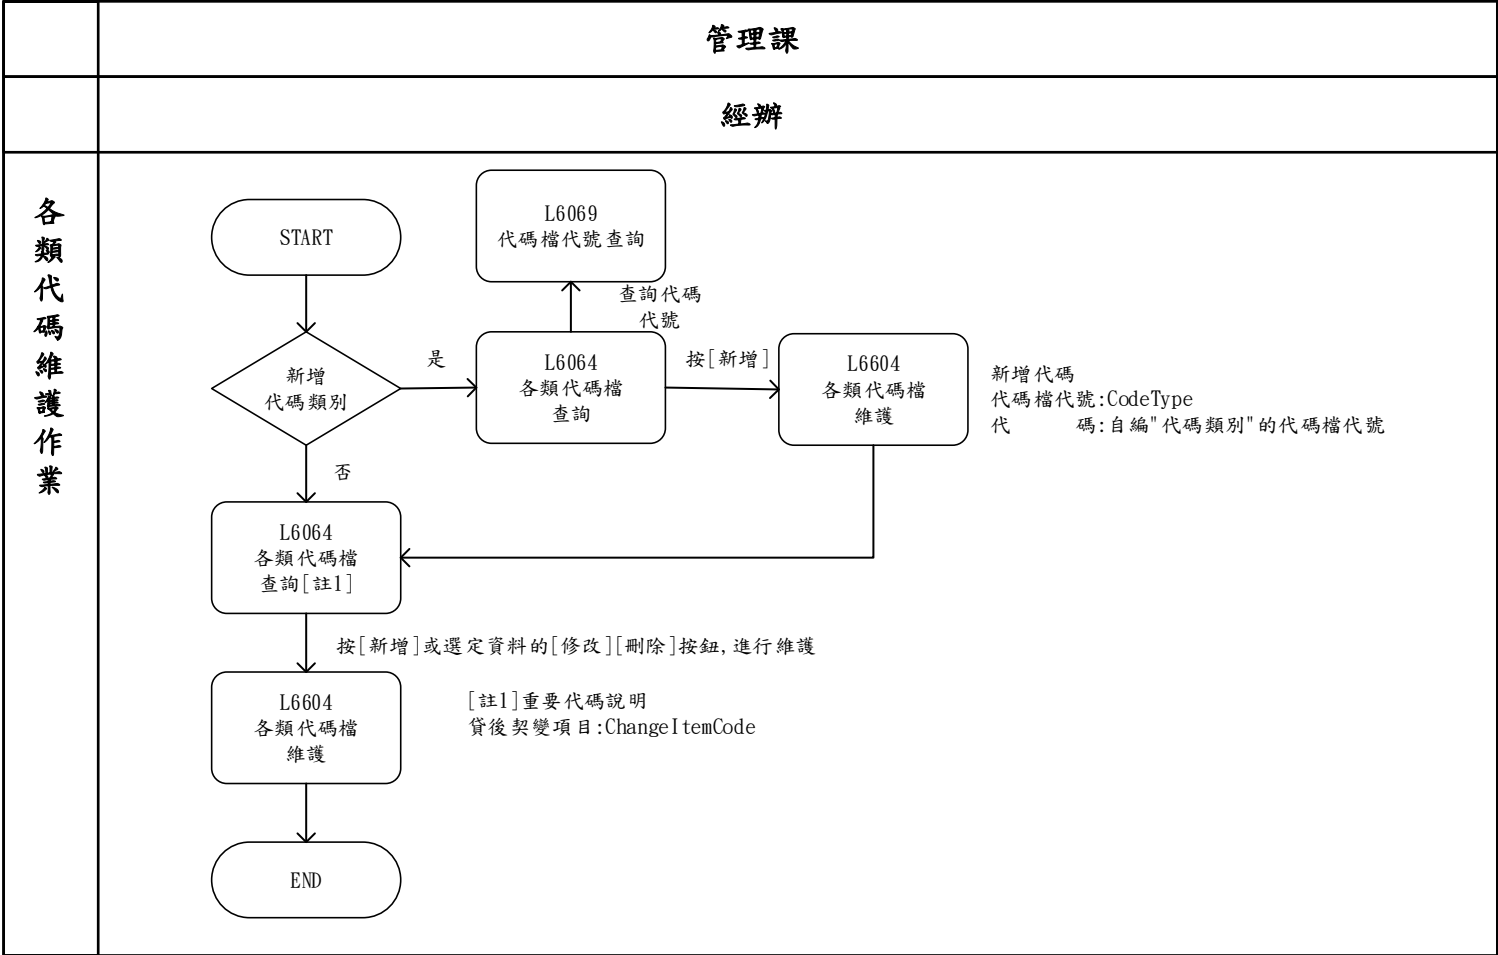 管理課
經辦
各類代碼維護作業
START
新增
代碼類別
是
L6069
代碼檔代號查詢
查詢代碼
代號
L6064
各類代碼檔
查詢
按[新增]
L6604
各類代碼檔
維護
新增代碼
代碼檔代號:CodeType
代　　碼:自編"代碼類別"的代碼檔代號
否
L6064
各類代碼檔
查詢[註1]
按[新增]或選定資料的[修改][刪除]按鈕,進行維護
L6604
各類代碼檔
維護
[註1]重要代碼說明
貸後契變項目:ChangeItemCode
END